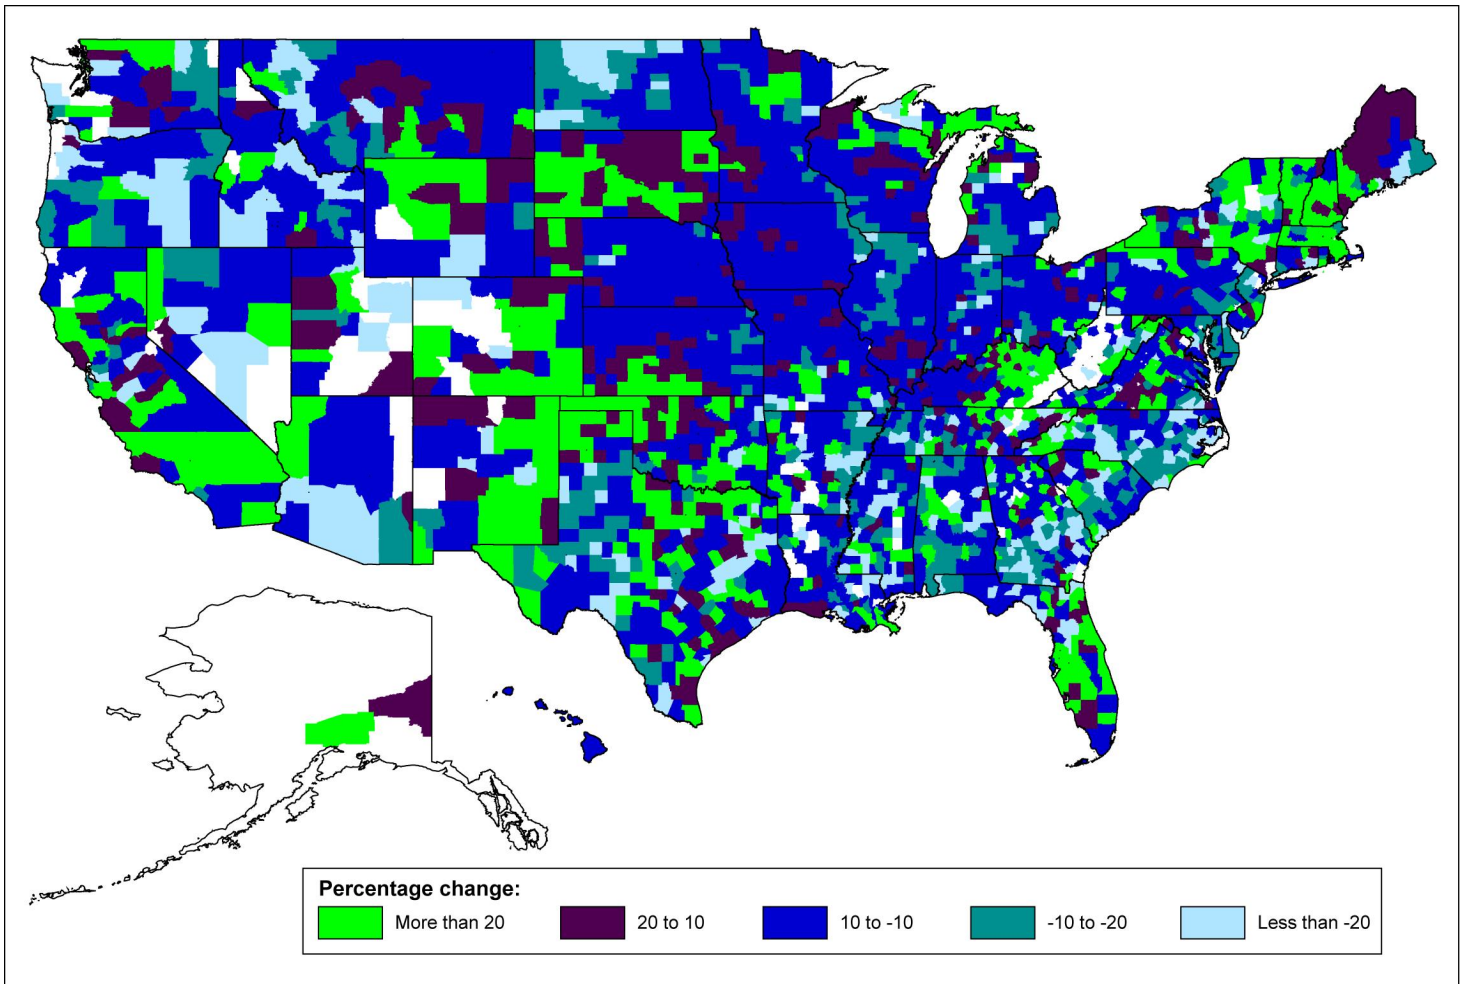 Percentage change:
More than 20
20 to 10
10 to -10
-10 to -20
Less than -20